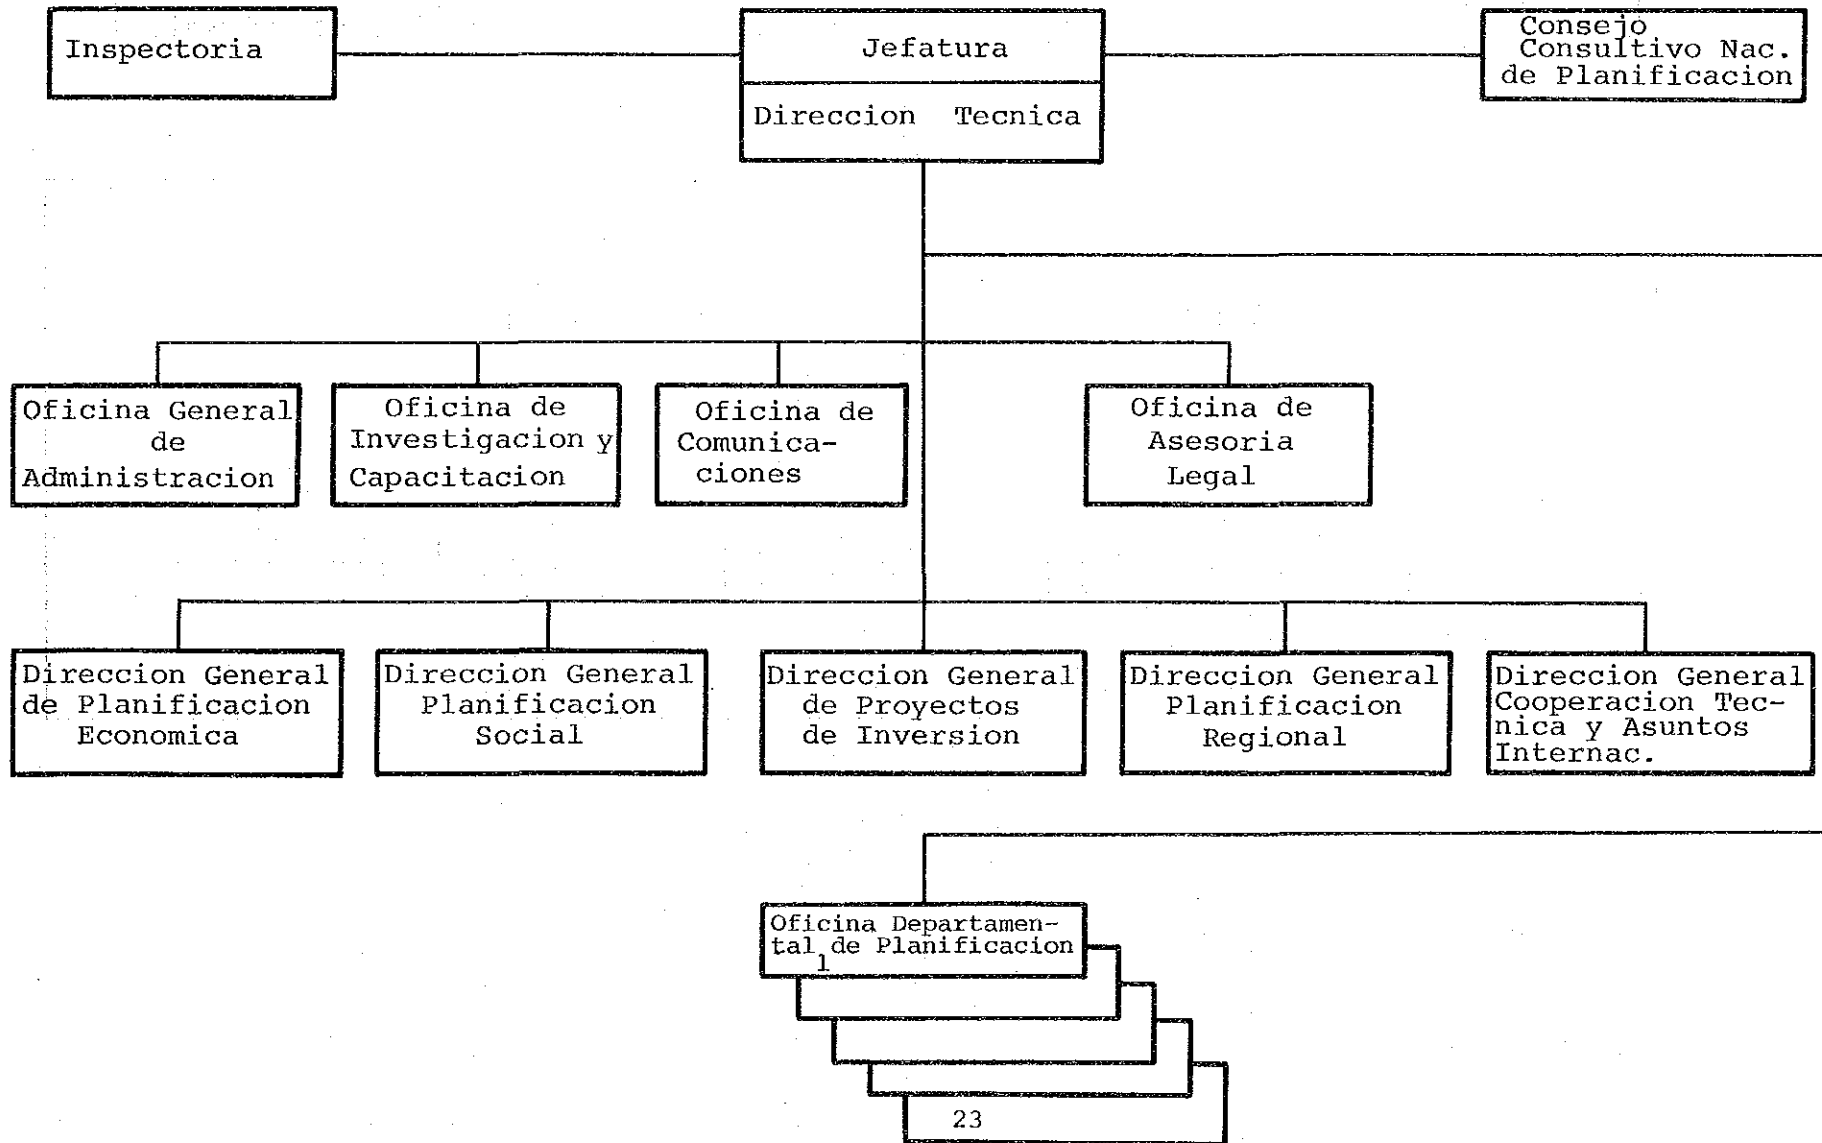 Inspectoria
Jefatura
Direccion Tecnica
Consejo
Consultivo Nac.
de Planificacion
Oficina General
de
Administracion
Oficina de
Investigacion y
Capacitacion
Oficina de
Comunica-
ciones
Oficina de
Asesoria
Legal
Direccion General
de Planificacion
Economica
Direccion General
Planificacion
Social
Direccion General
de Proyectos
de Inversion
Direccion General
Planificacion
Regional
Direccion General
Cooperacion Tec-
nica y Asuntos
Internac.
Oficina Departamen-
tal de Planificacion
1
23